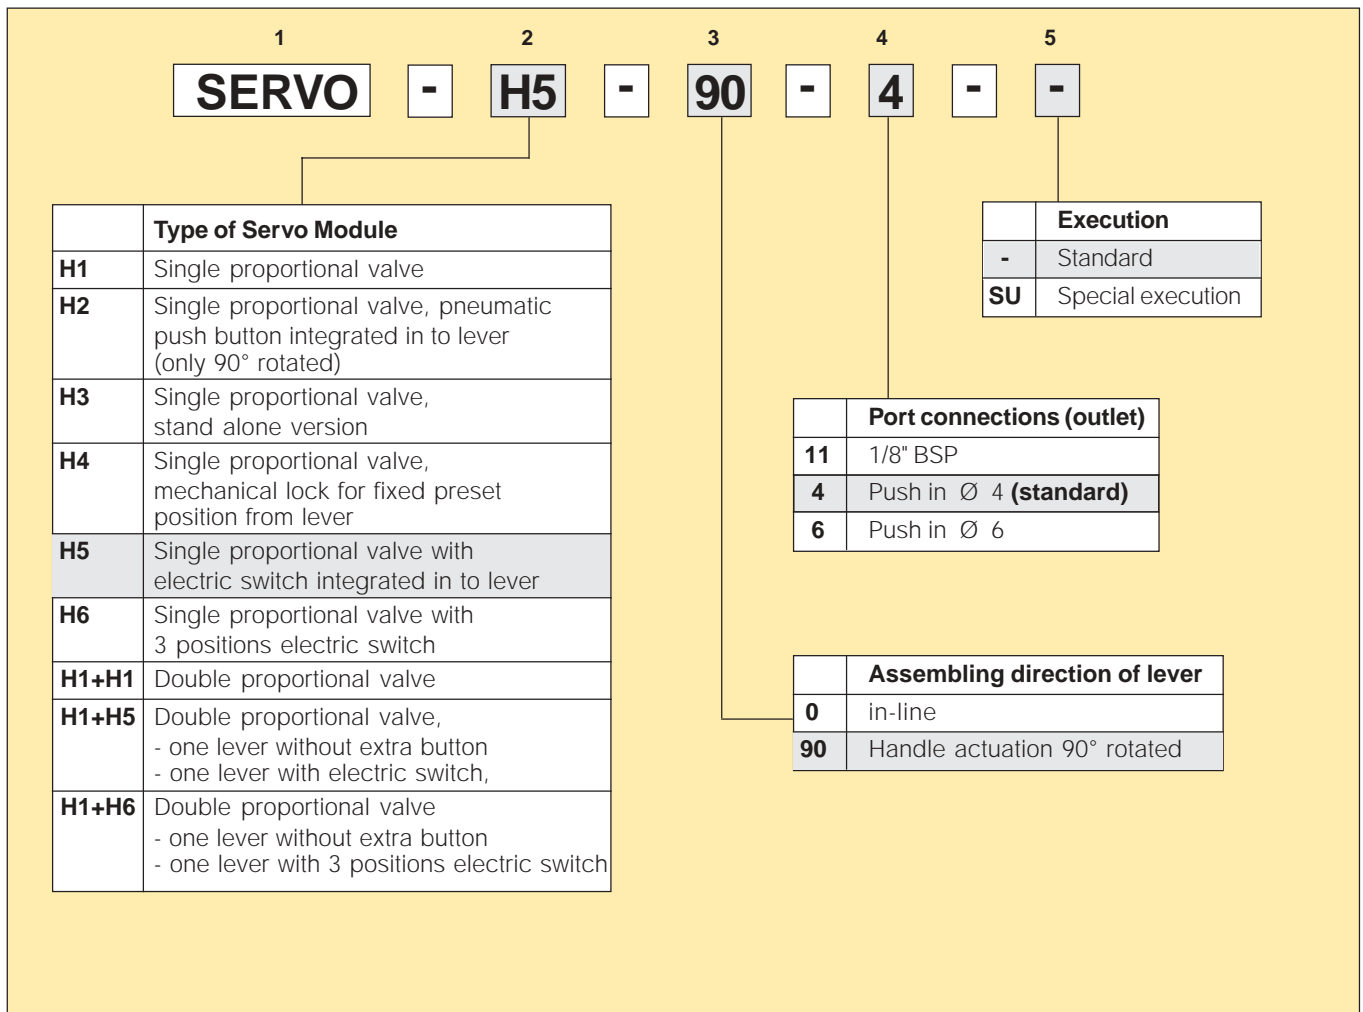 1 2 3 4 5
SERVO - H5 - 90 - 4 - -
Type of Servo Module
H1 Single proportional valve
H2 Single proportional valve, pneumatic
push button integrated in to lever
(only 90° rotated)
H3 Single proportional valve,
stand alone version
H4 Single proportional valve,
mechanical lock for fixed preset
position from lever
H5 Single proportional valve with
electric switch integrated in to lever
H6 Single proportional valve with
3 positions electric switch
H1+H1 Double proportional valve
H1+H5 Double proportional valve,
- one lever without extra button
- one lever with electric switch,
H1+H6 Double proportional valve
- one lever without extra button
- one lever with 3 positions electric switch
Execution
- Standard
SU Special execution
Port connections (outlet)
11 1/8" BSP
4 Push in Ø 4 (standard)
6 Push in Ø 6
Assembling direction of lever
0 in-line
90 Handle actuation 90° rotated